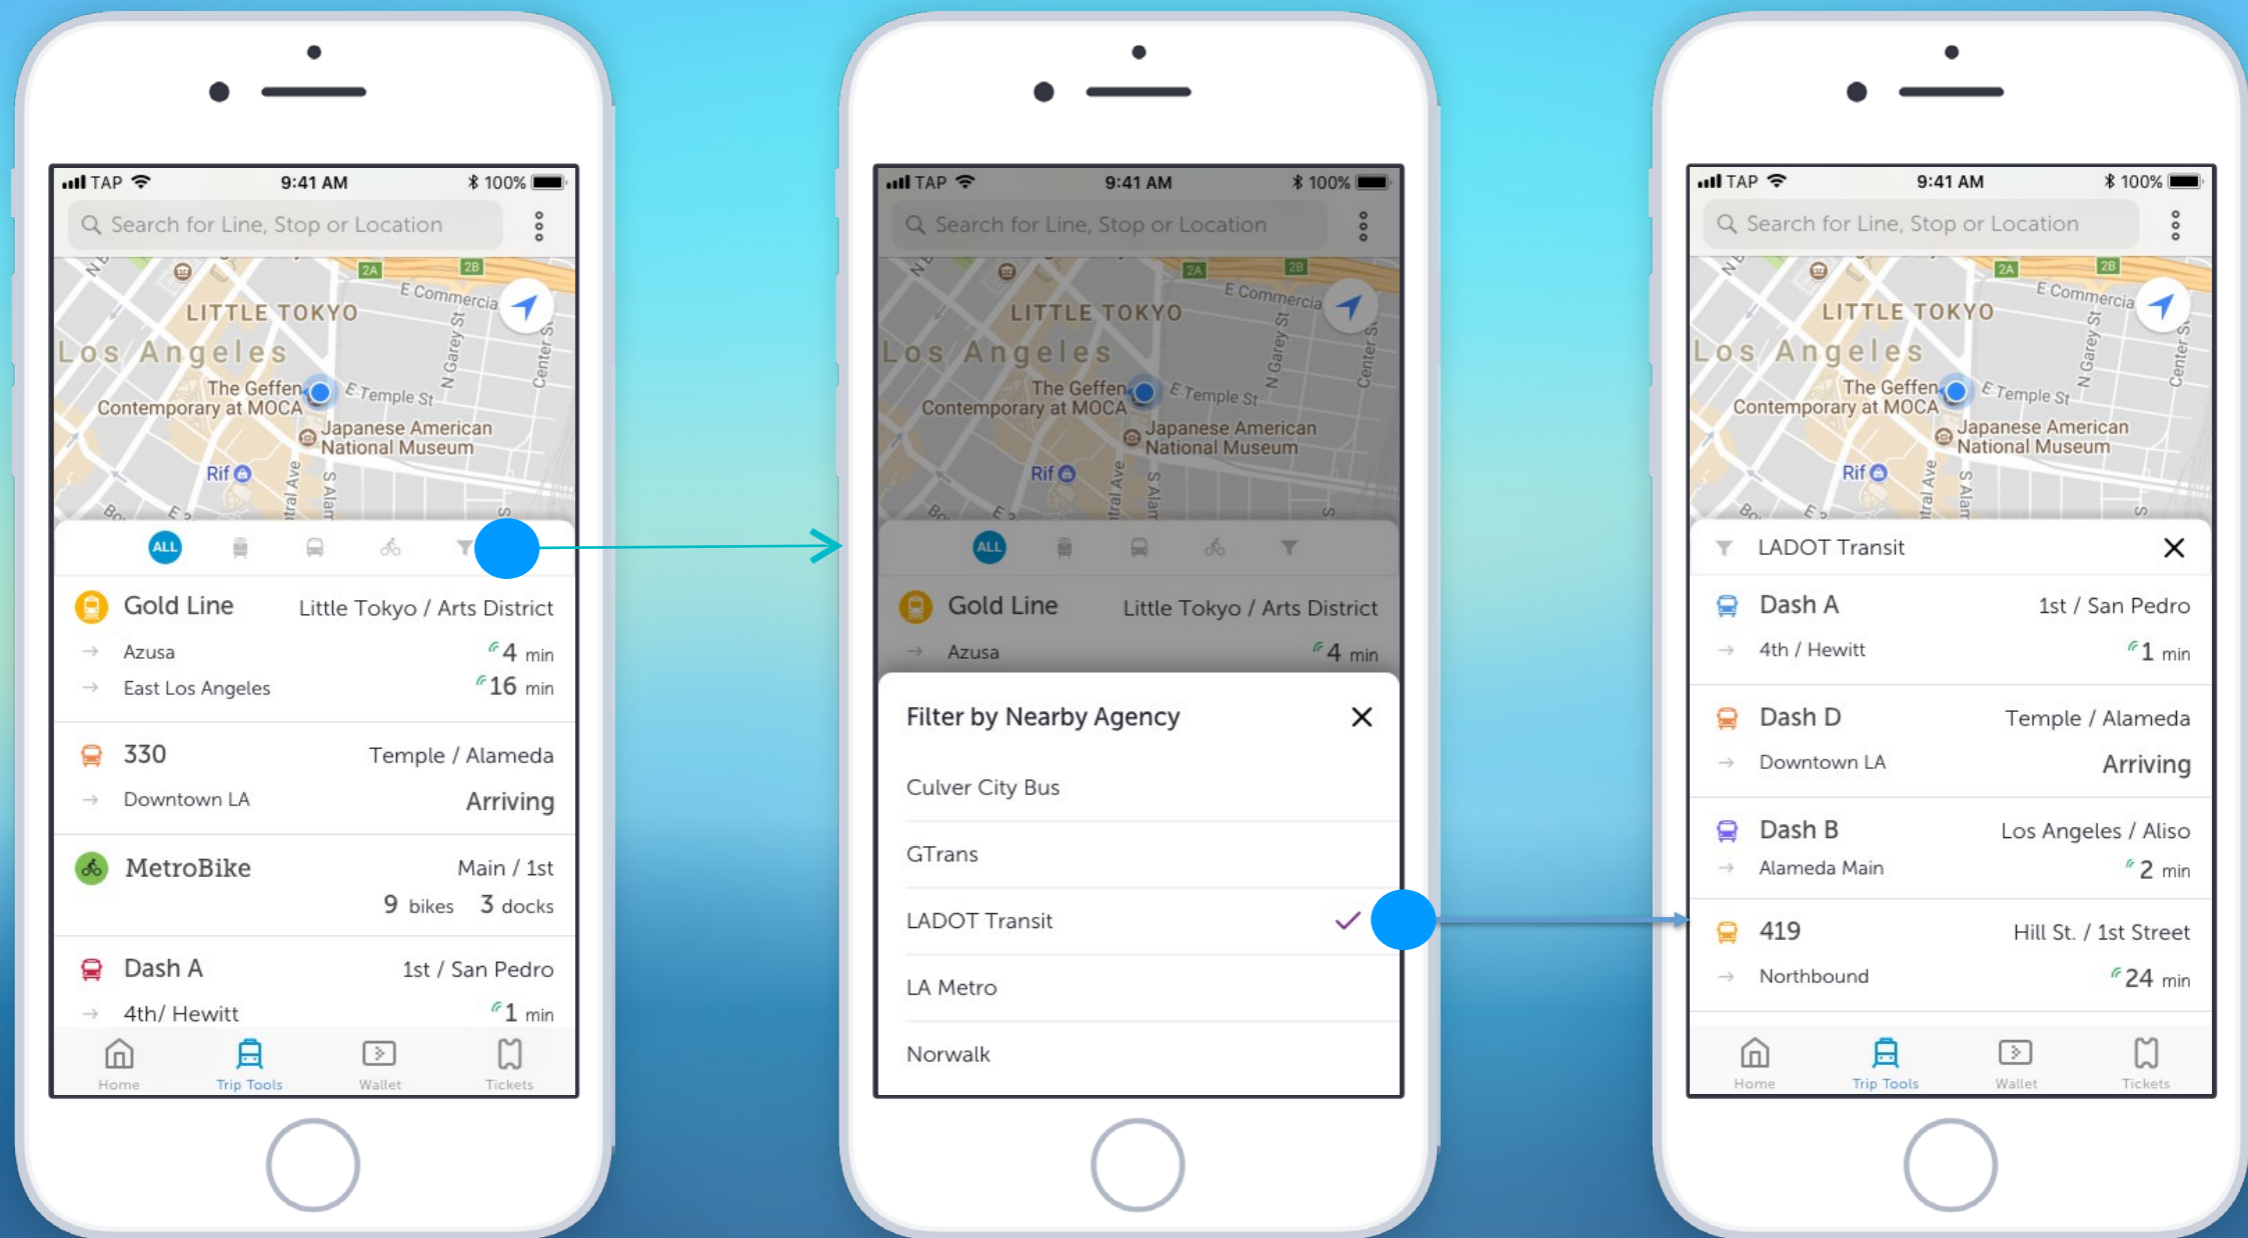 TAP 9:41 AM 100%
Search for Line, Stop or Location
2A 2B
E Commercia
LITTLE TOKYO
N Garey St
Center St
Los Angeles
The Geffen
Contemporary at MOCA
E Temple St
Japanese American
National Museum
Rif
ALL
Gold Line Little Tokyo / Arts District
Azusa 4 min
East Los Angeles 16 min
330 Temple / Alameda
Downtown LA Arriving
MetroBike Main / 1st
9 bikes 3 docks
Dash A 1st / San Pedro
4th/ Hewitt 1 min
Home Trip Tools Wallet Tickets
TAP 9:41 AM 100%
Search for Line, Stop or Location
2A 2B
E Commercia
LITTLE TOKYO
N Garey St
Center
Los Angeles
The Geffen
Contemporary at MOCA
E Temple St
Japanese American
National Museum
Rif
ALL
Gold Line Little Tokyo / Arts District
Azusa 4 min
Filter by Nearby Agency
Culver City Bus
GTrans
LADOT Transit
LA Metro
Norwalk
TAP 9:41 AM 100%
Search for Line, Stop or Location
2A 2B
E Commercia
LITTLE TOKYO
N Garey St
Center St
Los Angeles
The Geffen
Contemporary at MOCA
E Temple St
Japanese American
National Museum
Rif
LADOT Transit
Dash A 1st / San Pedro
4th / Hewitt 1 min
Dash D Temple / Alameda
Downtown LA Arriving
Dash B Los Angeles / Aliso
Alameda Main 2 min
419 Hill St. / 1st Street
Northbound 24 min
Home Trip Tools Wallet Tickets